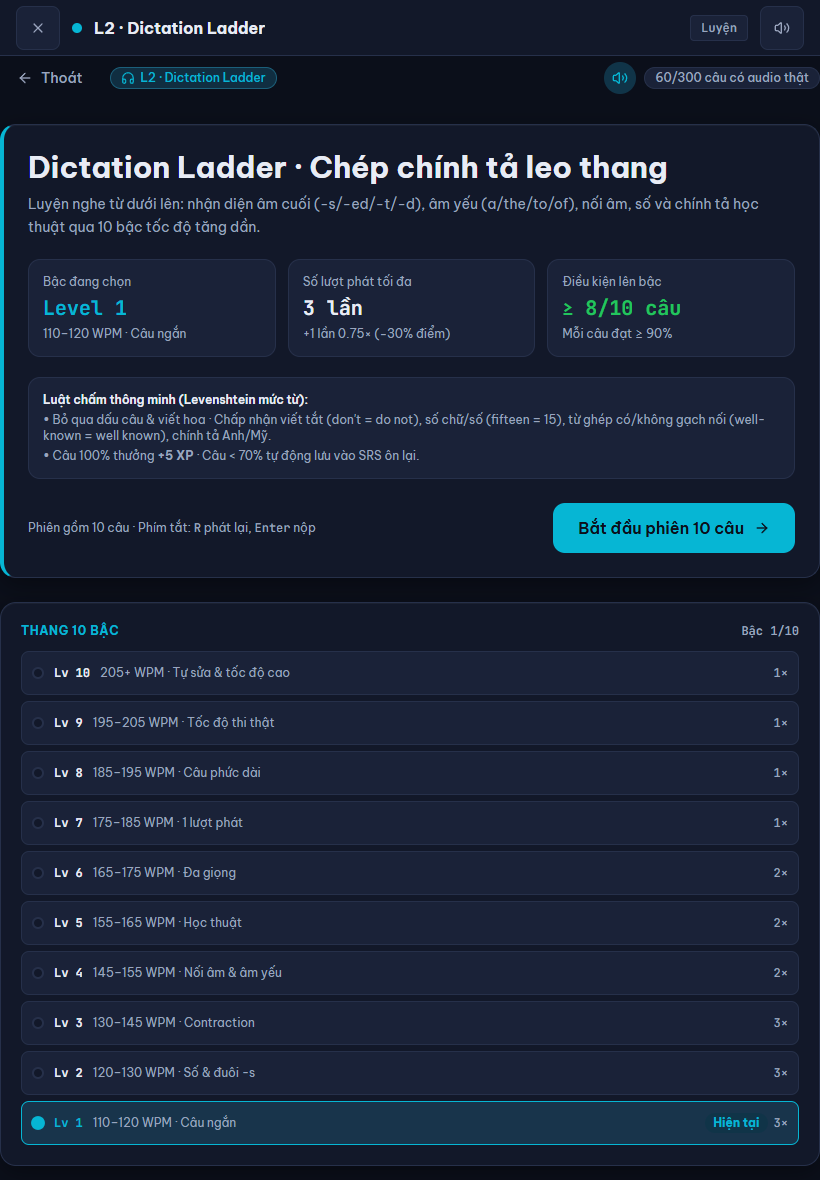 L2 · Dictation Ladder
Luyện
Thoát
L2 · Dictation Ladder
60/300 câu có audio thật
Dictation Ladder · Chép chính tả leo thang
Luyện nghe từ dưới lên: nhận diện âm cuối (-s/-ed/-t/-d), âm yếu (a/the/to/of), nối âm, số và chính tả học
thuật qua 10 bậc tốc độ tăng dần.
Bậc đang chọn
Level 1
110–120 WPM · Câu ngắn
Số lượt phát tối đa
3 lần
+1 lần 0.75× (−30% điểm)
Điều kiện lên bậc
≥ 8/10 câu
Mỗi câu đạt ≥ 90%
Luật chấm thông minh (Levenshtein mức từ):
• Bỏ qua dấu câu & viết hoa · Chấp nhận viết tắt (don't = do not), số chữ/số (fifteen = 15), từ ghép có/không gạch nối (well-
known = well known), chính tả Anh/Mỹ.
• Câu 100% thưởng +5 XP · Câu < 70% tự động lưu vào SRS ôn lại.
Phiên gồm 10 câu · Phím tắt: R phát lại, Enter nộp
Bắt đầu phiên 10 câu →
THANG 10 BẬC
Bậc 1/10
Lv 10 205+ WPM · Tự sửa & tốc độ cao 1×
Lv 9 195–205 WPM · Tốc độ thi thật 1×
Lv 8 185–195 WPM · Câu phức dài 1×
Lv 7 175–185 WPM · 1 lượt phát 1×
Lv 6 165–175 WPM · Đa giọng 2×
Lv 5 155–165 WPM · Học thuật 2×
Lv 4 145–155 WPM · Nối âm & âm yếu 2×
Lv 3 130–145 WPM · Contraction 3×
Lv 2 120–130 WPM · Số & đuôi -s 3×
Lv 1 110–120 WPM · Câu ngắn Hiện tại 3×